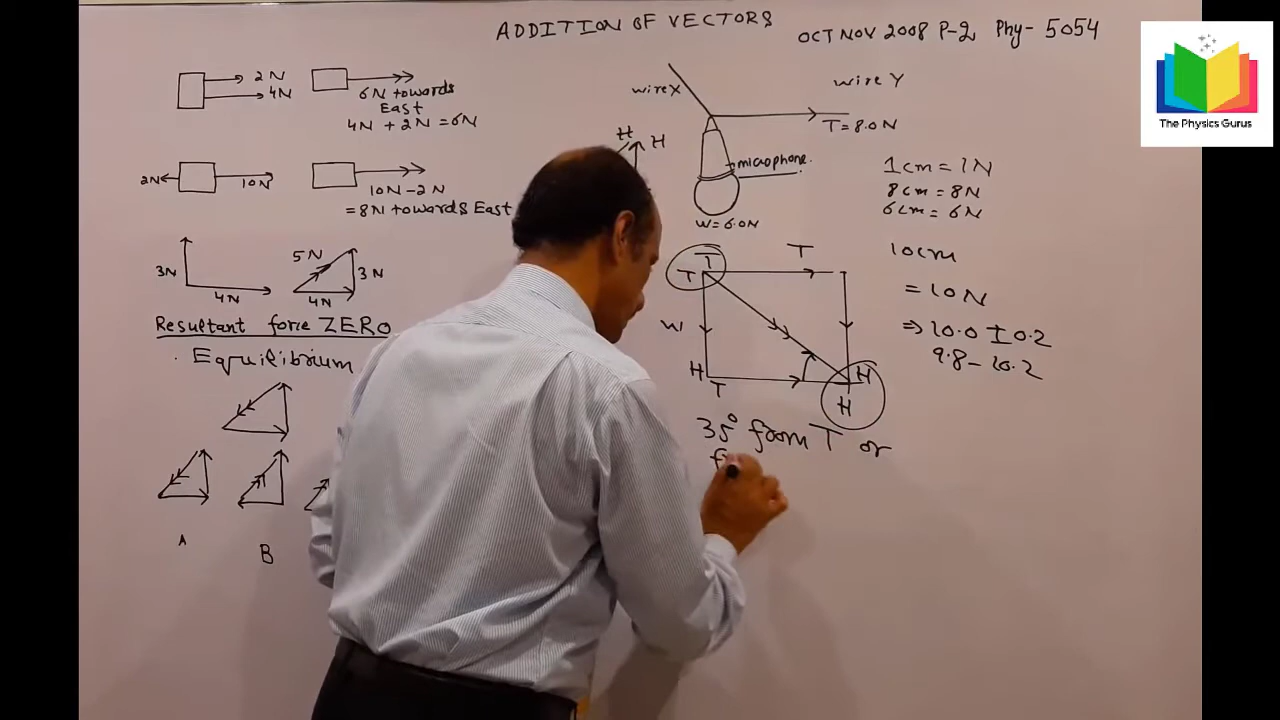 ADDITION OF VECTORS
OCT NOV 2008 P-2 Phy- 5054
The Physics Gurus
2N
4N
6N towards
East
4N + 2N = 6N
2N
10N
10N - 2N
= 8N towards East
3N
4N
5N
3N
4N
Resultant force ZERO
Equilibrium
A
B
H
H
wire X
wire Y
T = 8.0N
microphone.
W = 6.0N
1cm = 1N
8cm = 8N
6cm = 6N
10cm
= 10N
⇒ 10.0 ± 0.2
9.8 - 10.2
T
T
T
W
H
T
H
H
35° from T or
f